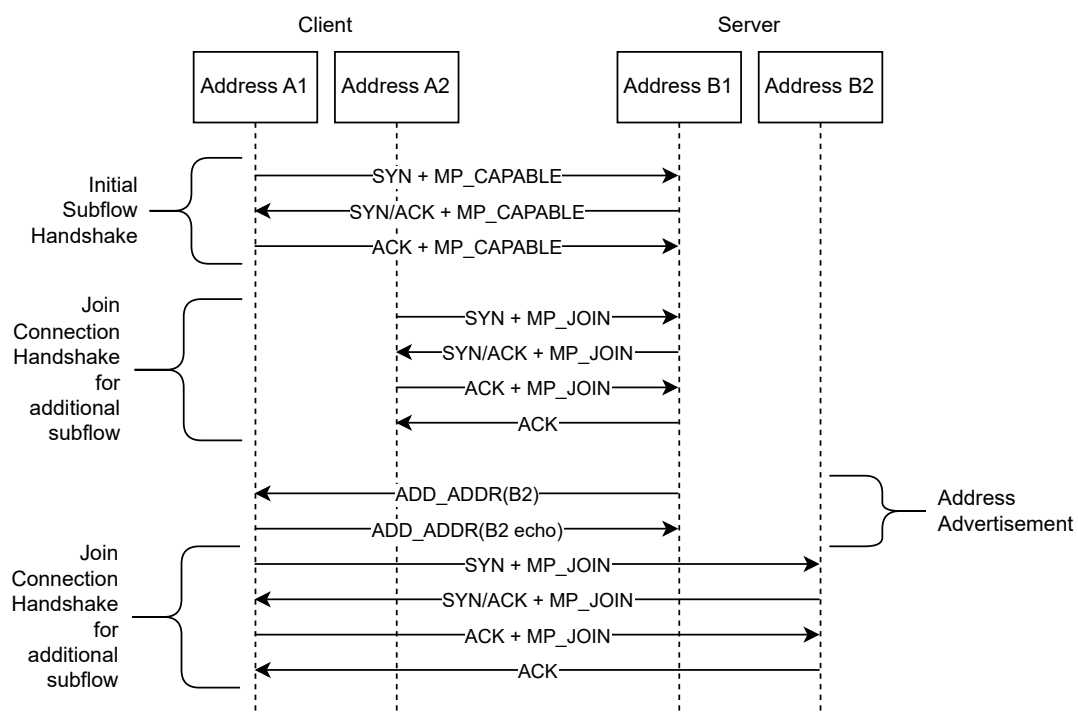 Client
Server
Address A1
Address A2
Address B1
Address B2
Initial
Subflow
Handshake
SYN + MP_CAPABLE
SYN/ACK + MP_CAPABLE
ACK + MP_CAPABLE
Join
Connection
Handshake
for
additional
subflow
SYN + MP_JOIN
SYN/ACK + MP_JOIN
ACK + MP_JOIN
ACK
ADD_ADDR(B2)
ADD_ADDR(B2 echo)
Address
Advertisement
Join
Connection
Handshake
for
additional
subflow
SYN + MP_JOIN
SYN/ACK + MP_JOIN
ACK + MP_JOIN
ACK